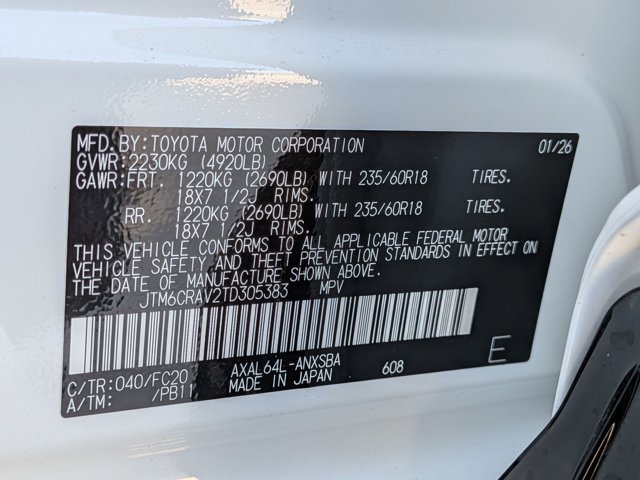 MFD. BY: TOYOTA MOTOR CORPORATION 01/26
GVWR: 2230KG (4920LB)
GAWR: FRT. 1220KG (2690LB) WITH 235/60R18 TIRES.
18X7 1/2J RIMS.
RR. 1220KG (2690LB) WITH 235/60R18 TIRES.
18X7 1/2J RIMS.
THIS VEHICLE CONFORMS TO ALL APPLICABLE FEDERAL MOTOR
VEHICLE SAFETY AND THEFT PREVENTION STANDARDS IN EFFECT ON
THE DATE OF MANUFACTURE SHOWN ABOVE.
JTM6CRAV2TD305383 MPV
C/TR: 040/FC20 AXAL64L-ANXSBA 608 E
A/TM: /PB11 MADE IN JAPAN